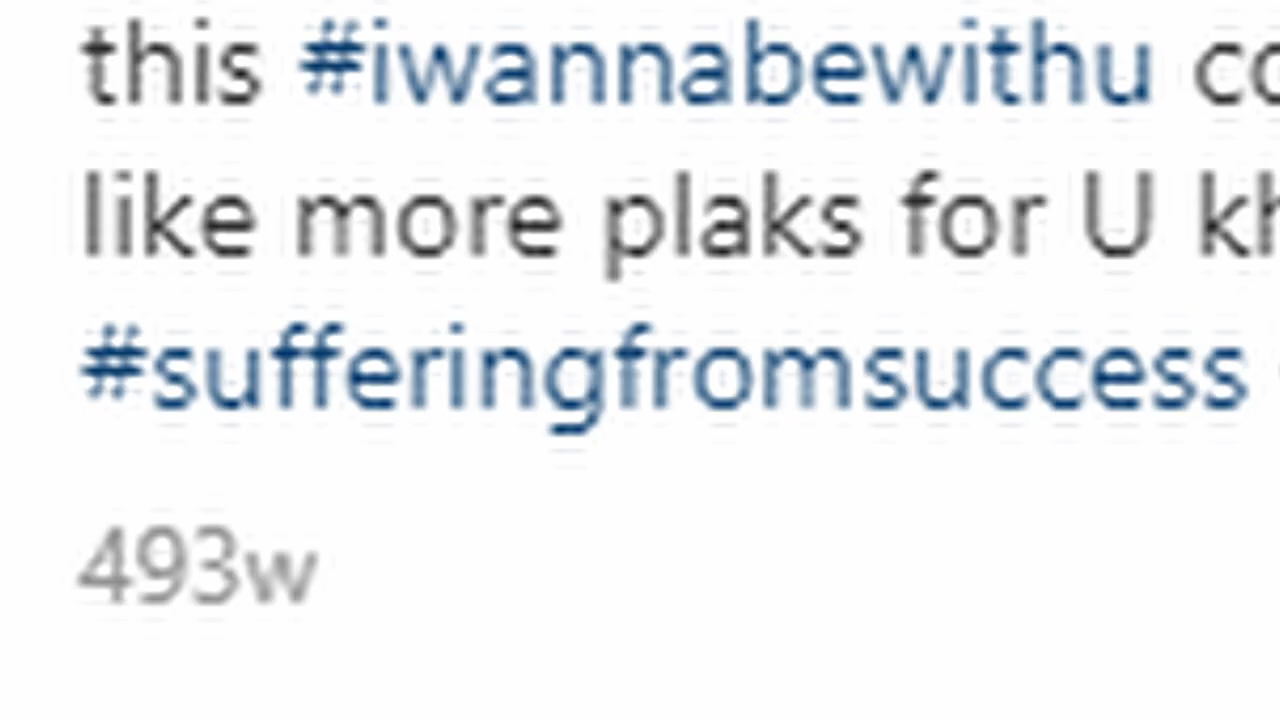 this #iwannabewithu
like more plaks for U
#sufferingfromsuccess
493w